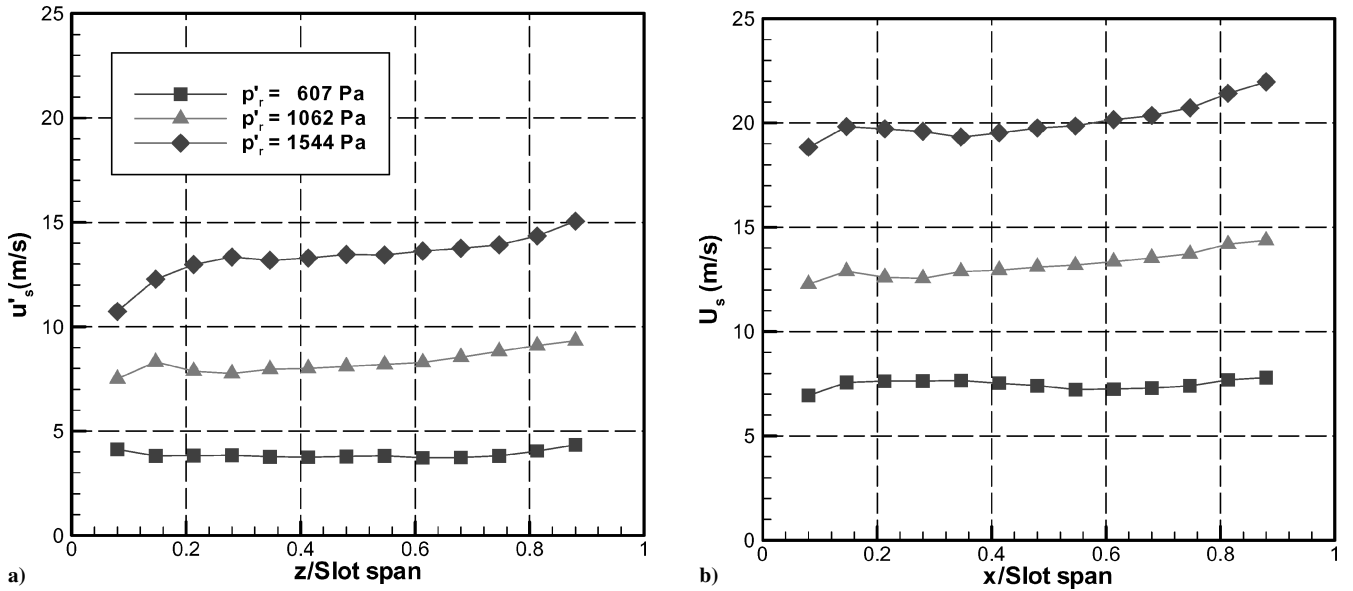 25
20
15
10
5
0
u's(m/s)
p'r = 607 Pa
p'r = 1062 Pa
p'r = 1544 Pa
0 0.2 0.4 0.6 0.8 1
z/Slot span
a)
25
20
15
10
5
0
Us (m/s)
0 0.2 0.4 0.6 0.8 1
x/Slot span
b)